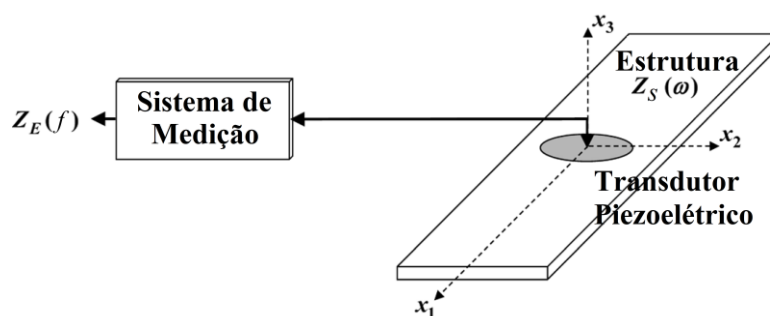 x₃
Estrutura
Z_S(ω)
Sistema de
Medição
Z_E(f)
x₂
Transdutor
Piezoelétrico
x₁